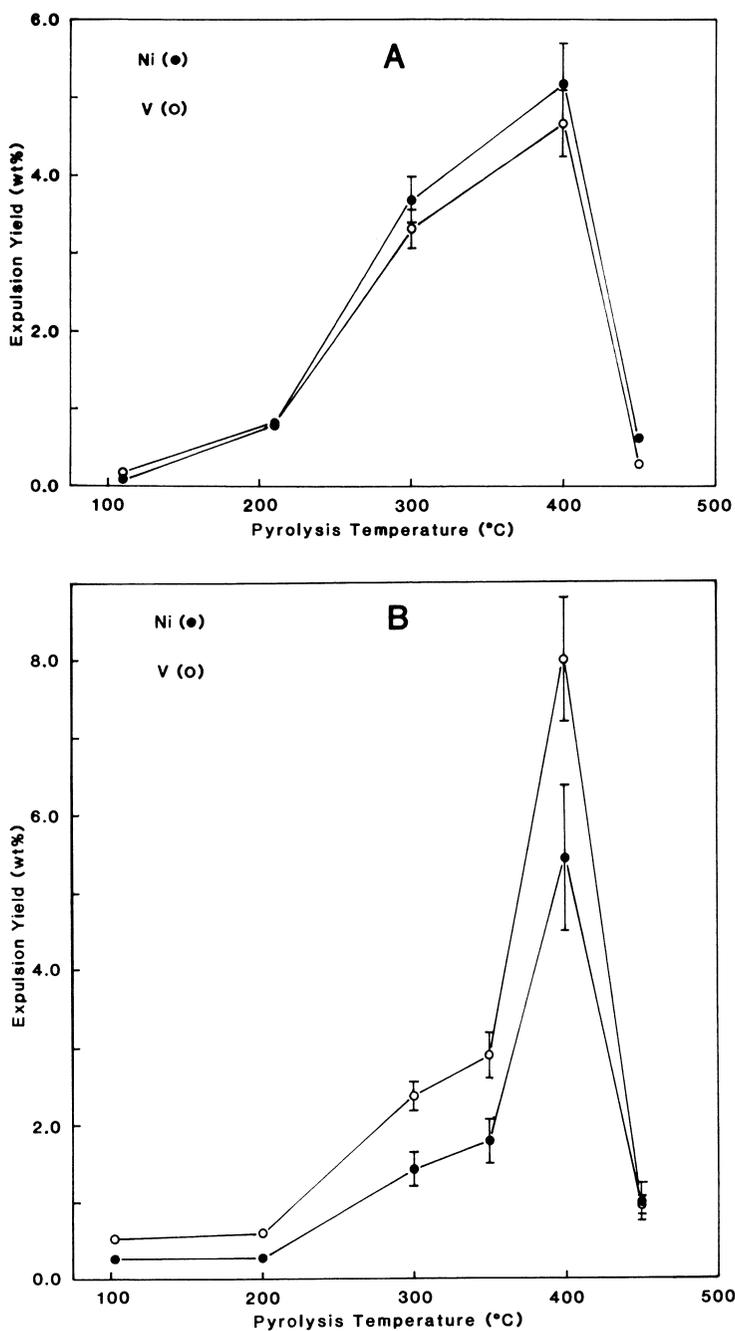 6.0
Ni (●)
A
V (○)
4.0
Expulsion Yield (wt%)
2.0
0.0
100 200 300 400 500
Pyrolysis Temperature (°C)
Ni (●)
B
V (○)
8.0
6.0
Expulsion Yield (wt%)
4.0
2.0
0.0
100 200 300 400 500
Pyrolysis Temperature (°C)